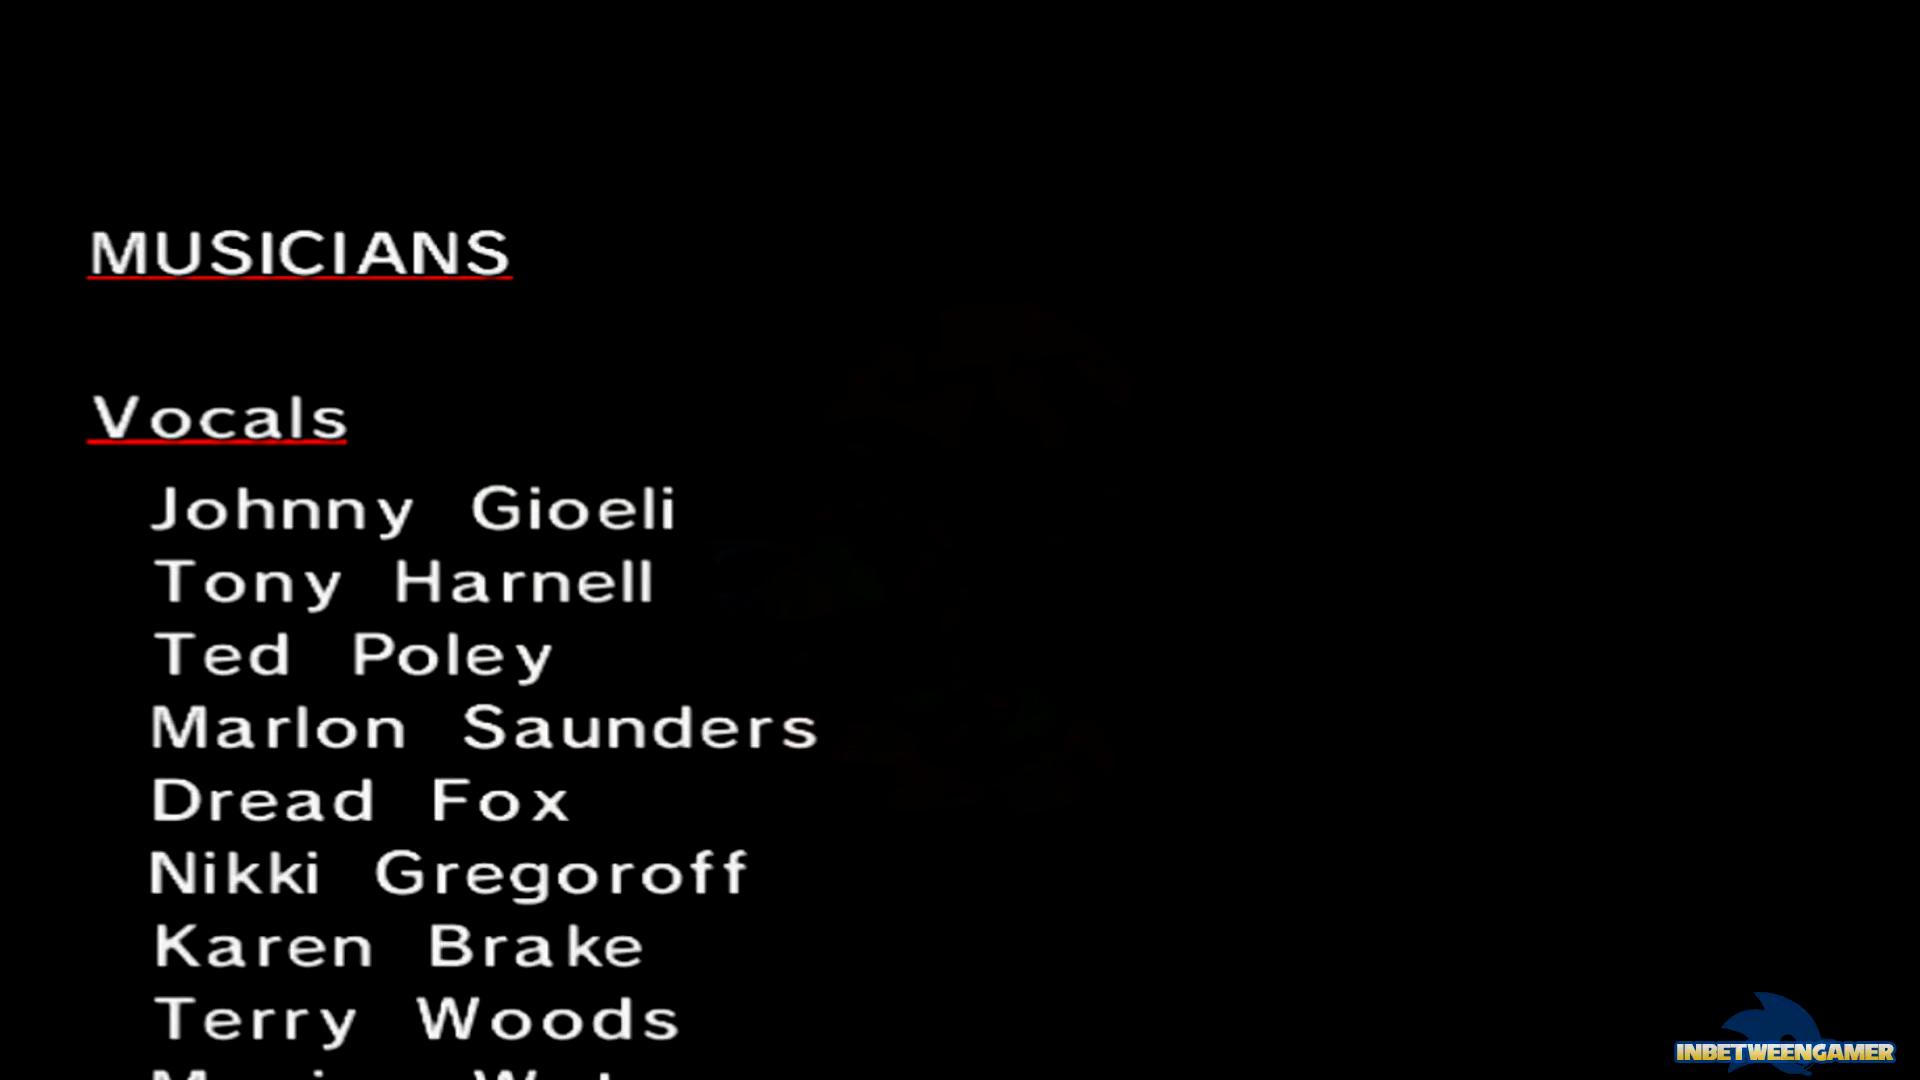 MUSICIANS
Vocals
Johnny Gioeli
Tony Harnell
Ted Poley
Marlon Saunders
Dread Fox
Nikki Gregoroff
Karen Brake
Terry Woods
INBETWEENGAMER